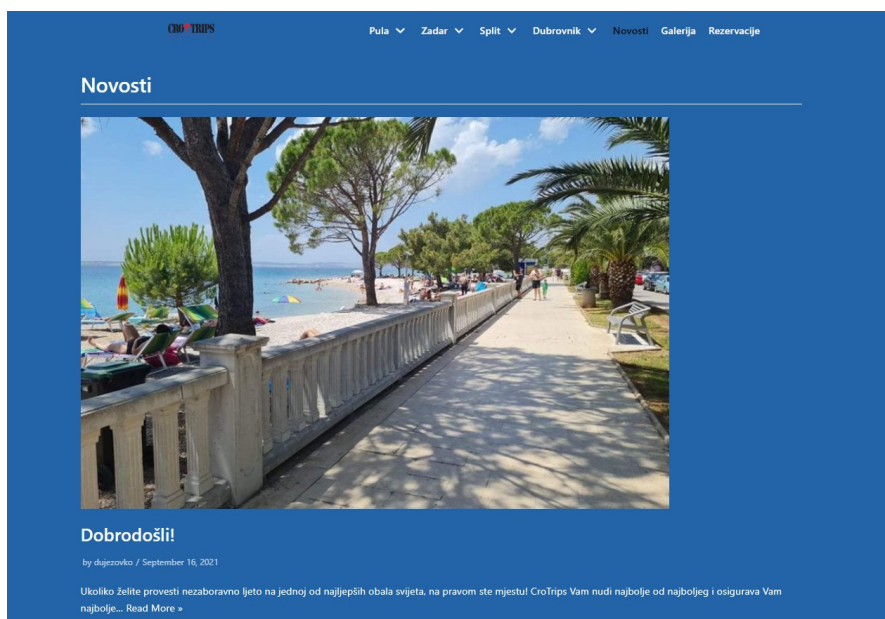 CRO TRIPS
Pula Zadar Split Dubrovnik Novosti Galerija Rezervacije
Novosti
Dobrodošli!
by dujezovko / September 16, 2021
Ukoliko želite provesti nezaboravno ljeto na jednoj od najljepših obala svijeta, na pravom ste mjestu! CroTrips Vam nudi najbolje od najboljeg i osigurava Vam
najbolje... Read More »